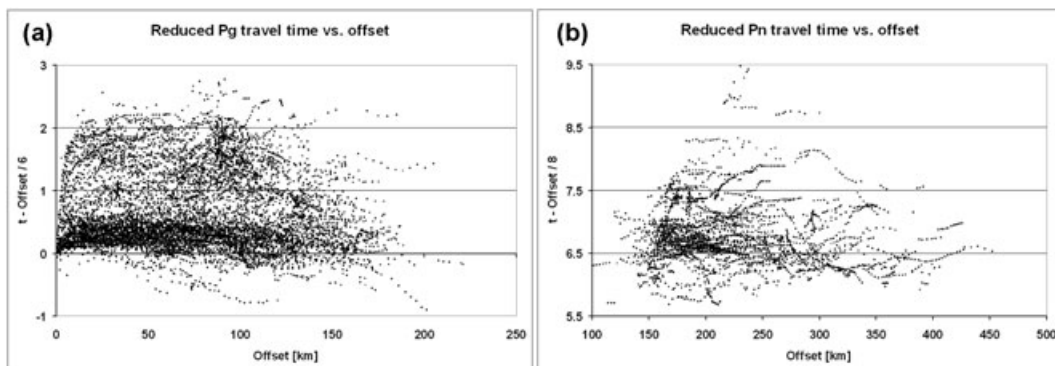 (a)
Reduced Pg travel time vs. offset
3
2
1
0
-1
t - Offset / 6
0 50 100 150 200 250
Offset [km]
(b)
Reduced Pn travel time vs. offset
9.5
8.5
7.5
6.5
5.5
t - Offset / 8
100 150 200 250 300 350 400 450 500
Offset [km]